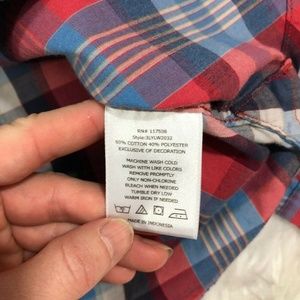 RN# 117536
Style:3LYLW2032
60% COTTON 40% POLYESTER
EXCLUSIVE OF DECORATION
MACHINE WASH COLD
WASH WITH LIKE COLORS
REMOVE PROMPTLY
ONLY NON-CHLORINE
BLEACH WHEN NEEDED
TUMBLE DRY LOW
WARM IRON IF NEEDED
MADE IN INDONESIA